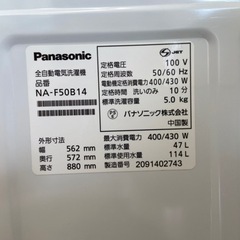 Panasonic
全自動電気洗濯機
品番
NA-F50B14
外形寸法
幅 562 mm
奥行 572 mm
高さ 880 mm
JET
定格電圧 100 V
定格周波数 50/60 Hz
電動機定格消費電力 400/430 W
定格時間 洗いのみ 10 分
標準洗濯容量 5.0 kg
パナソニック株式会社
中国製
最大消費電力 400/430 W
標準水量 47 L
標準使用水量 114 L
製造番号 2091402743